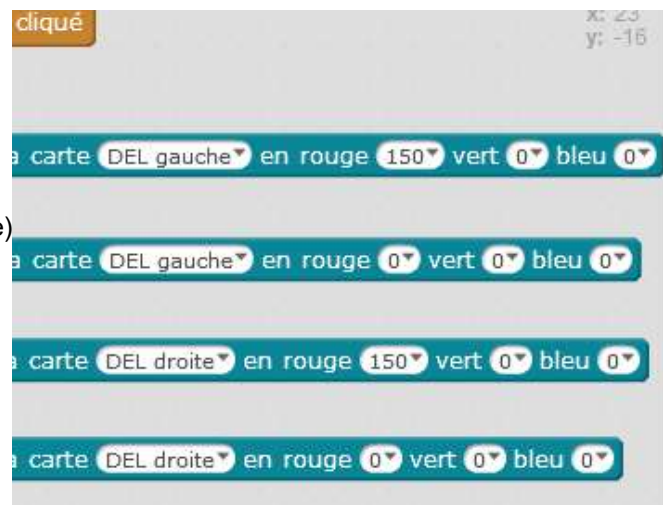 cliqué
x: 23
y: -16
a carte DEL gauche en rouge 150 vert 0 bleu 0
e)
a carte DEL gauche en rouge 0 vert 0 bleu 0
a carte DEL droite en rouge 150 vert 0 bleu 0
a carte DEL droite en rouge 0 vert 0 bleu 0